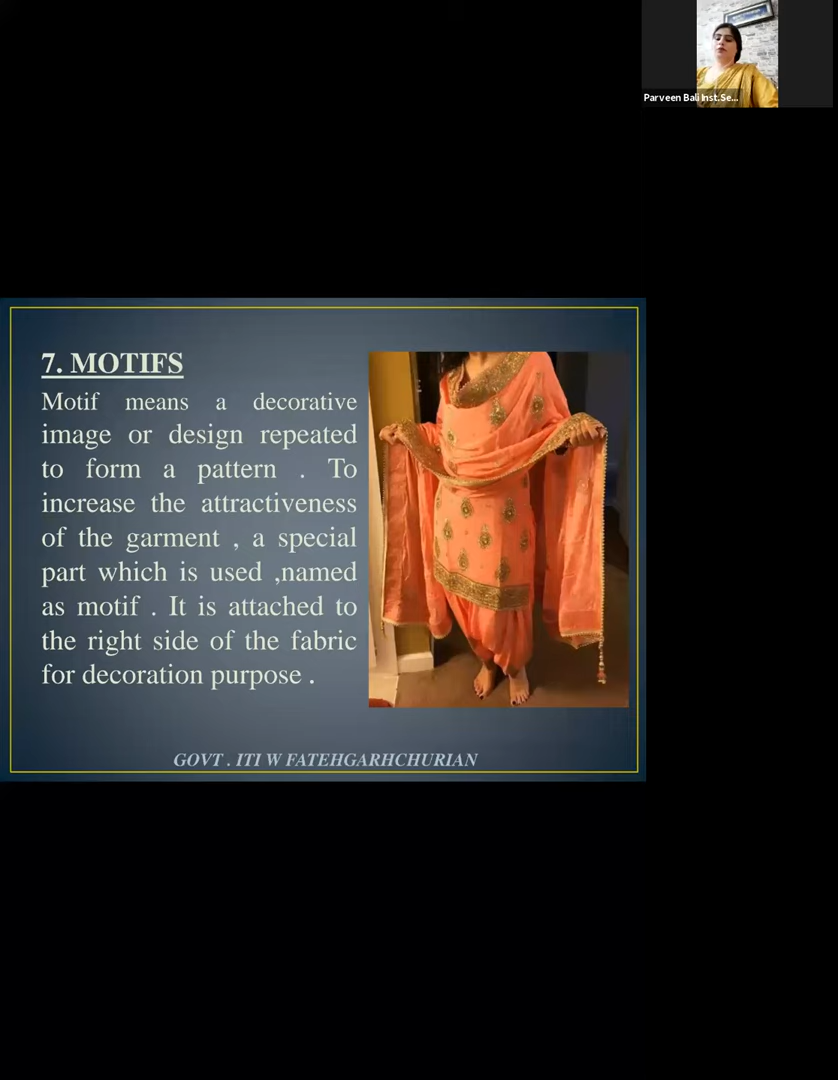 Parveen Bali Inst.Se...
7. MOTIFS
Motif means a decorative
image or design repeated
to form a pattern . To
increase the attractiveness
of the garment , a special
part which is used ,named
as motif . It is attached to
the right side of the fabric
for decoration purpose .
GOVT . ITI W FATEHGARHCHURIAN